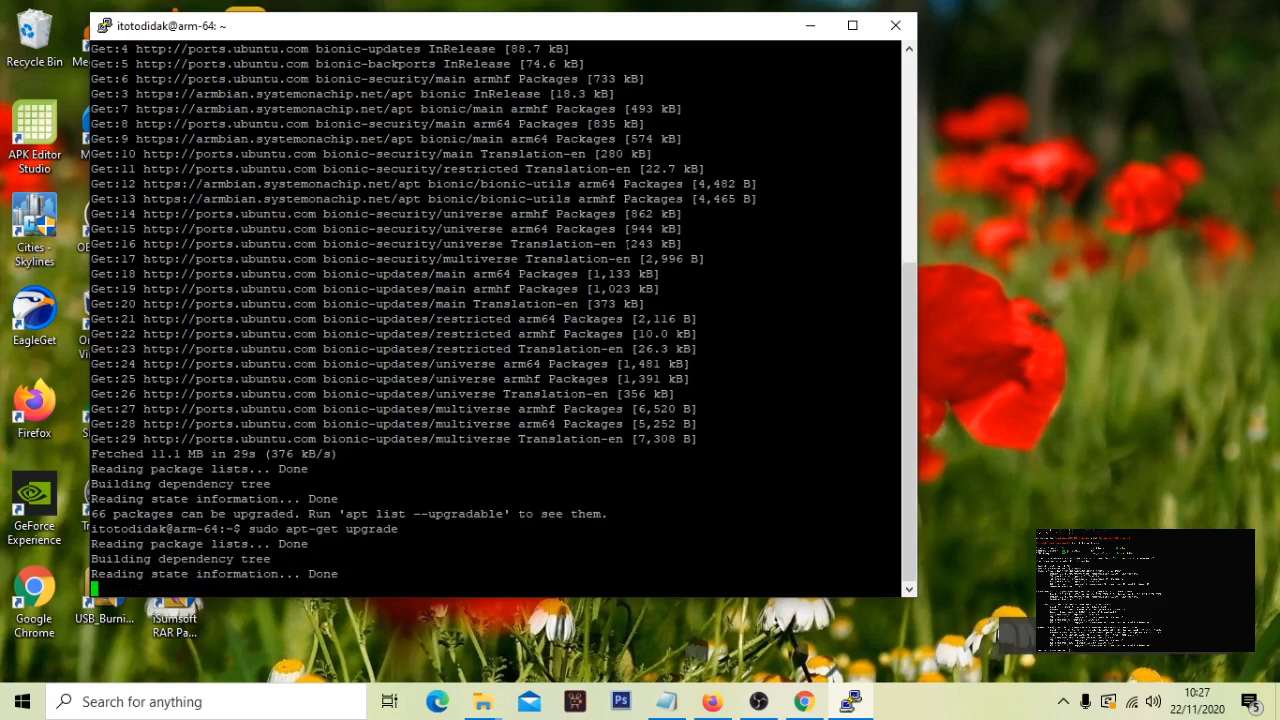 itotodidak@arm-64: ~
Get:4 http://ports.ubuntu.com bionic-updates InRelease [88.7 kB]
Get:5 http://ports.ubuntu.com bionic-backports InRelease [74.6 kB]
Get:6 http://ports.ubuntu.com bionic-security/main armhf Packages [733 kB]
Get:3 https://armbian.systemonachip.net/apt bionic InRelease [18.3 kB]
Get:7 https://armbian.systemonachip.net/apt bionic/main armhf Packages [493 kB]
Get:8 http://ports.ubuntu.com bionic-security/main arm64 Packages [835 kB]
Get:9 https://armbian.systemonachip.net/apt bionic/main arm64 Packages [574 kB]
Get:10 http://ports.ubuntu.com bionic-security/main Translation-en [280 kB]
Get:11 http://ports.ubuntu.com bionic-security/restricted Translation-en [22.7 kB]
Get:12 https://armbian.systemonachip.net/apt bionic/bionic-utils arm64 Packages [4,482 B]
Get:13 https://armbian.systemonachip.net/apt bionic/bionic-utils armhf Packages [4,465 B]
Get:14 http://ports.ubuntu.com bionic-security/universe armhf Packages [862 kB]
Get:15 http://ports.ubuntu.com bionic-security/universe arm64 Packages [944 kB]
Get:16 http://ports.ubuntu.com bionic-security/universe Translation-en [243 kB]
Get:17 http://ports.ubuntu.com bionic-security/multiverse Translation-en [2,996 B]
Get:18 http://ports.ubuntu.com bionic-updates/main arm64 Packages [1,133 kB]
Get:19 http://ports.ubuntu.com bionic-updates/main armhf Packages [1,023 kB]
Get:20 http://ports.ubuntu.com bionic-updates/main Translation-en [373 kB]
Get:21 http://ports.ubuntu.com bionic-updates/restricted arm64 Packages [2,116 B]
Get:22 http://ports.ubuntu.com bionic-updates/restricted armhf Packages [10.0 kB]
Get:23 http://ports.ubuntu.com bionic-updates/restricted Translation-en [26.3 kB]
Get:24 http://ports.ubuntu.com bionic-updates/universe arm64 Packages [1,481 kB]
Get:25 http://ports.ubuntu.com bionic-updates/universe armhf Packages [1,391 kB]
Get:26 http://ports.ubuntu.com bionic-updates/universe Translation-en [356 kB]
Get:27 http://ports.ubuntu.com bionic-updates/multiverse armhf Packages [6,520 B]
Get:28 http://ports.ubuntu.com bionic-updates/multiverse arm64 Packages [5,252 B]
Get:29 http://ports.ubuntu.com bionic-updates/multiverse Translation-en [7,308 B]
Fetched 11.1 MB in 29s (376 kB/s)
Reading package lists... Done
Building dependency tree
Reading state information... Done
66 packages can be upgraded. Run 'apt list --upgradable' to see them.
itotodidak@arm-64:~$ sudo apt-get upgrade
Reading package lists... Done
Building dependency tree
Reading state information... Done
Recycle Bin
APK Editor
Studio
Cities -
Skylines
EagleGet
Firefox
GeForce
Experience
Google
Chrome
USB_Burni...
iSumsoft
RAR Pa...
Ps
Search for anything
10:27
22/11/2020
5